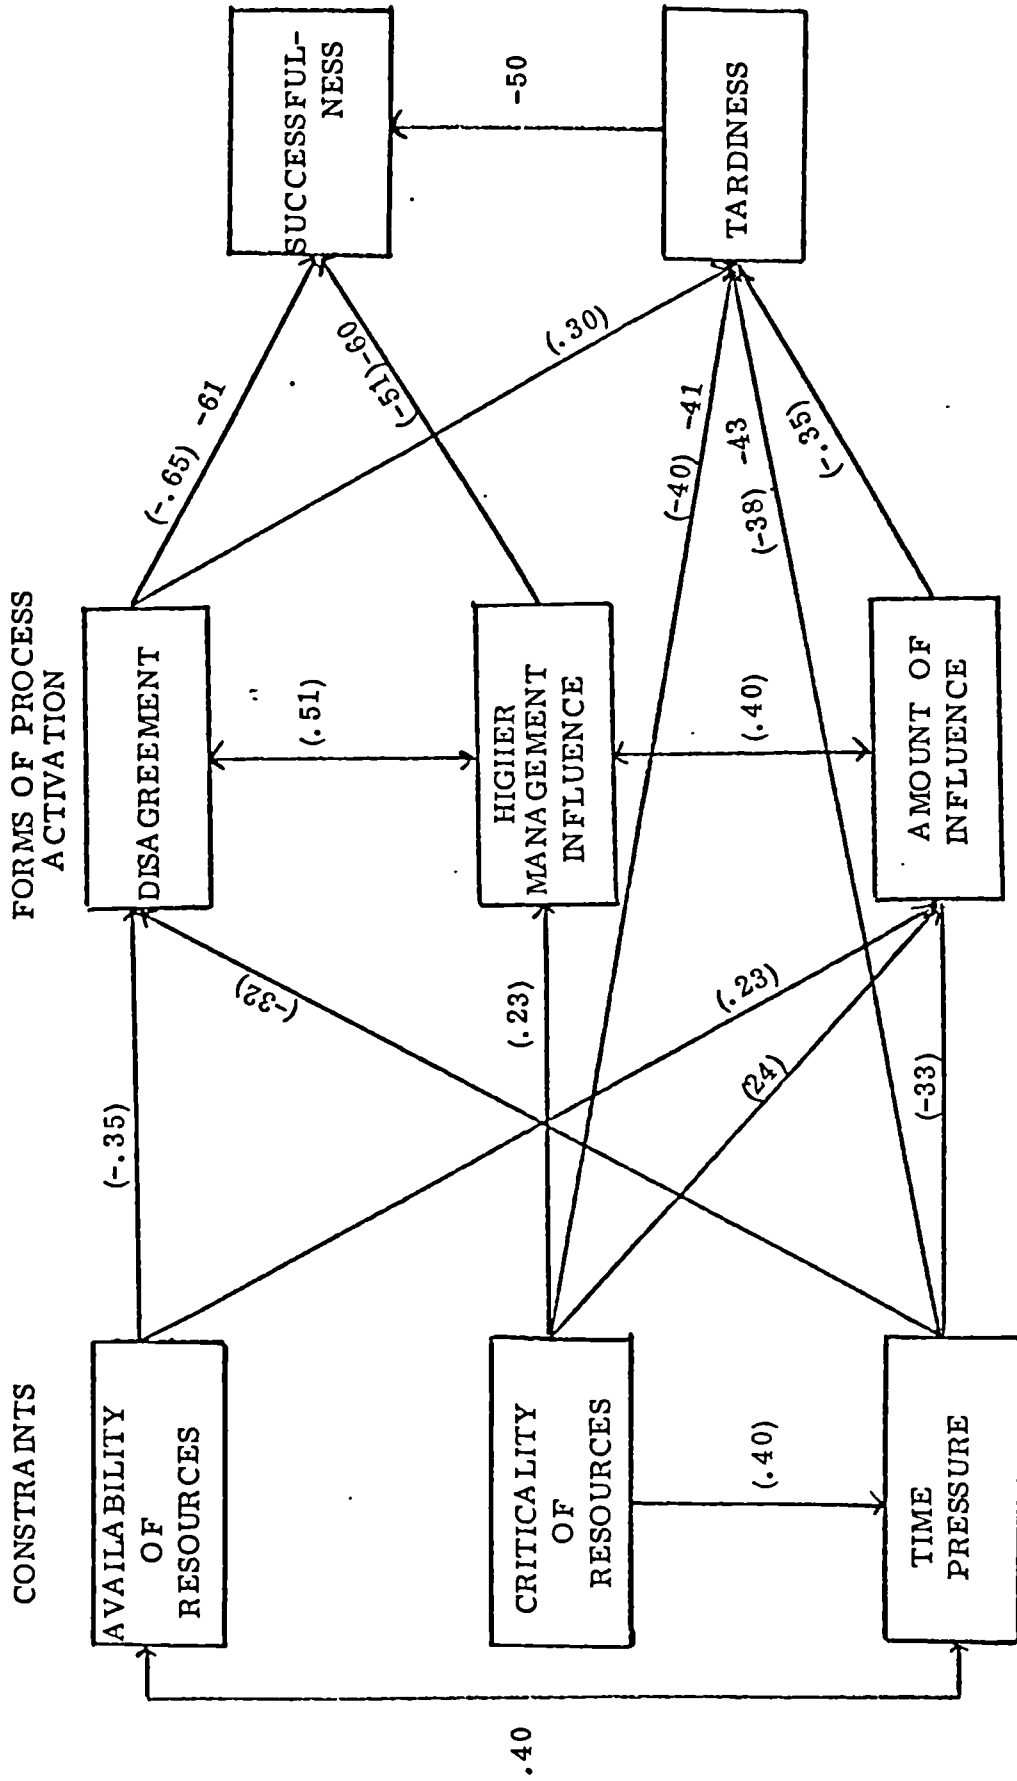 CONSTRAINTS
FORMS OF PROCESS
ACTIVATION
AVAILABILITY
OF
RESOURCES
(-.35)
DISAGREEMENT
(-.65) -61
SUCCESSFUL-
NESS
(-32)
(.51)
(-51)-60
(.30)
-50
.40
CRITICALITY
OF
RESOURCES
(.23)
HIGIER
MANAGEMENT
INFLUENCE
(.23)
(24)
(.40)
(.40)
(-40) -41
(-38) -43
TARDINESS
TIME
PRESSURE
(-33)
AMOUNT OF
INFLUENCE
(-.35)